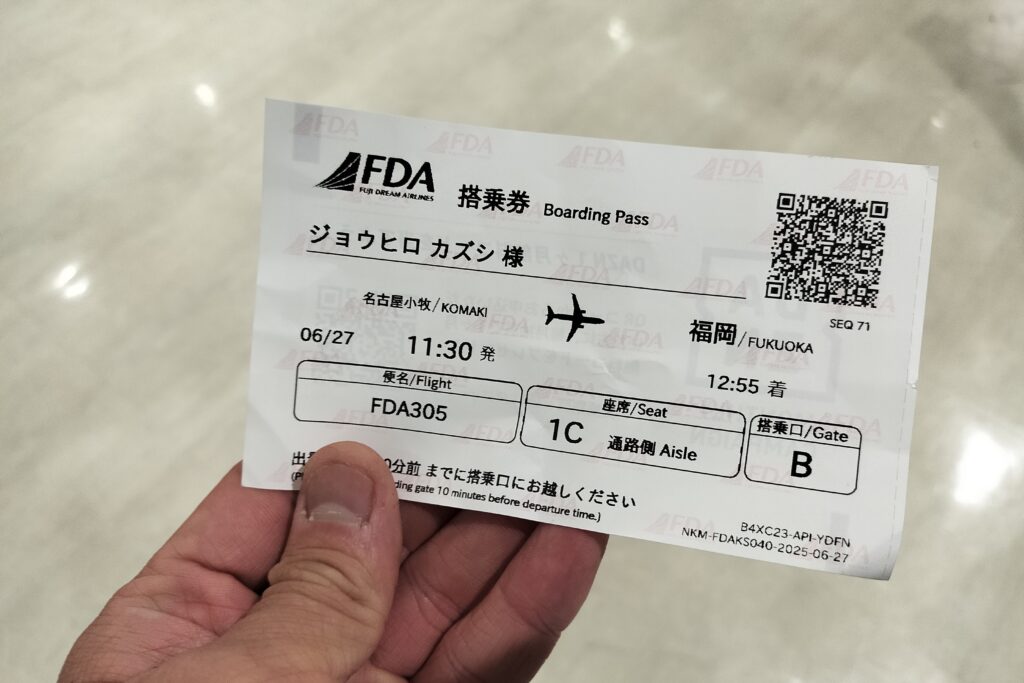 FDA
FUJI DREAM AIRLINES
搭乗券 Boarding Pass
ジョウヒロ カズシ 様
名古屋小牧/KOMAKI
福岡/FUKUOKA
SEQ 71
06/27 11:30 発
12:55 着
便名/Flight
FDA305
座席/Seat
1C 通路側 Aisle
搭乗口/Gate
B
出 0分前 までに搭乗口にお越しください
ding gate 10 minutes before departure time.)
B4XC23-API-YDFN
NKM-FDAKS040-2025-06-27